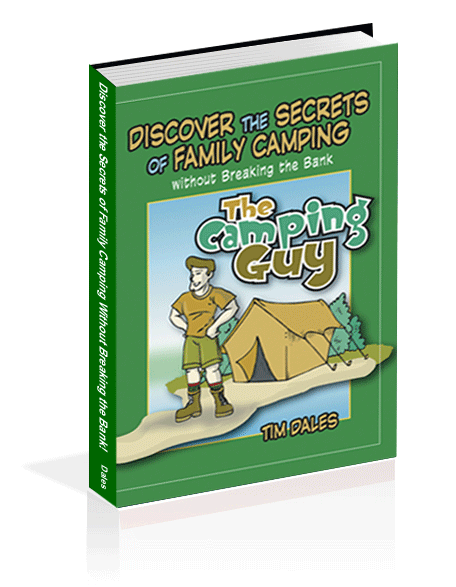 Discover the Secrets of Family Camping Without Breaking the Bank! Dales
DISCOVER THE SECRETS
OF FAMILY CAMPING
Without Breaking the Bank
The
Camping
Guy
TIM DALES